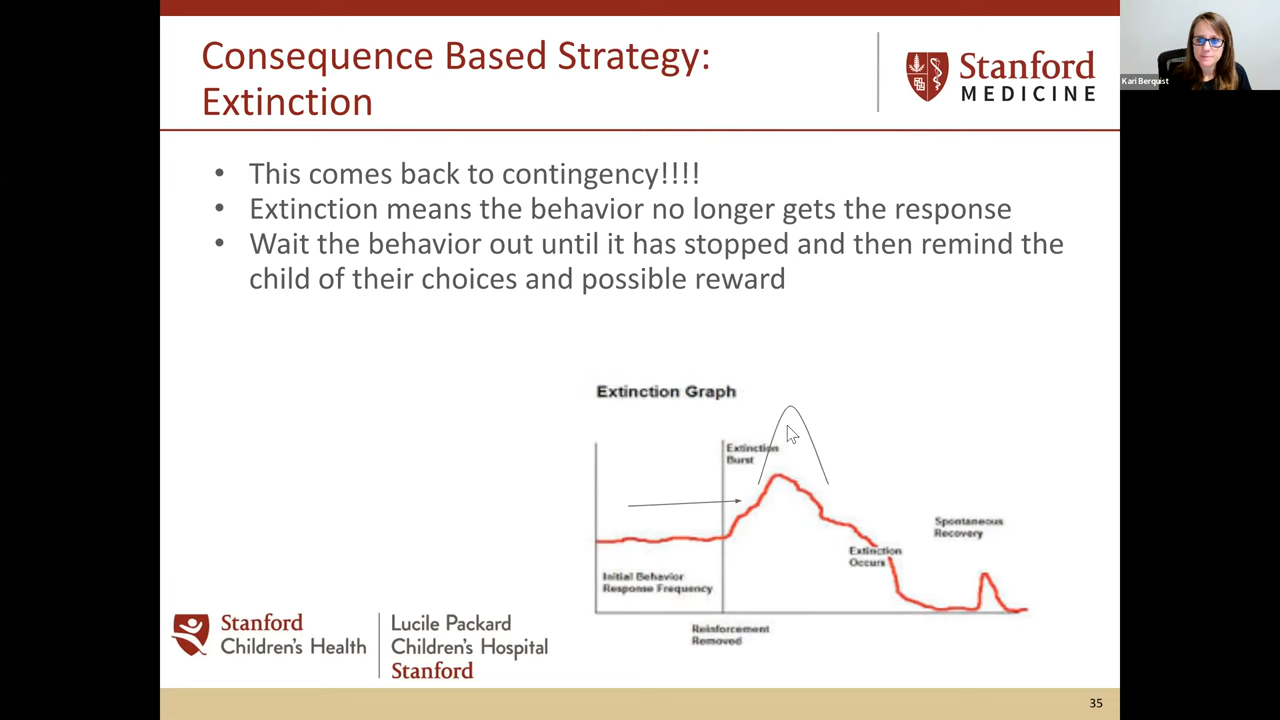 Consequence Based Strategy:
Extinction
Stanford
MEDICINE
Kari Berquist
• This comes back to contingency!!!!
• Extinction means the behavior no longer gets the response
• Wait the behavior out until it has stopped and then remind the
child of their choices and possible reward
Extinction Graph
Extinction
Burst
Spontaneous
Recovery
Extinction
Occurs
Initial Behavior
Response Frequency
Reinforcement
Removed
Stanford
Children's Health
Lucile Packard
Children's Hospital
Stanford
35